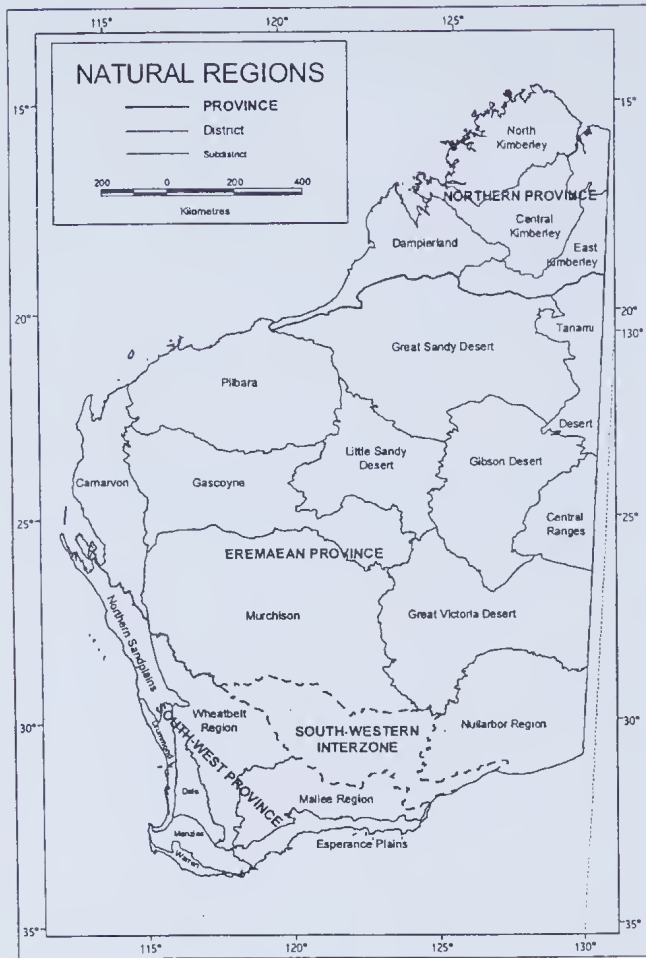 115°
120°
125°
NATURAL REGIONS
PROVINCE
District
Subdistrict
200 0 200 400
Kilometres
15°
15°
North
Kimberley
NORTHERN PROVINCE
Central
Kimberley
East
Kimberley
Dampierland
20°
20°
130°
Tanami
Great Sandy Desert
Pilbara
Desert
Little Sandy
Desert
Gibson Desert
Carnarvon
Gascoyne
Central
Ranges
25°
25°
EREMAEAN PROVINCE
Northern Sandplains
Murchison
Great Victoria Desert
30°
30°
Wheatbelt
Region
SOUTH-WESTERN
INTERZONE
Nullarbor Region
SOUTH-WEST PROVINCE
Drummond
Dale
Mallee Region
Menzies
Esperance Plains
Warren
35°
35°
115°
120°
125°
130°